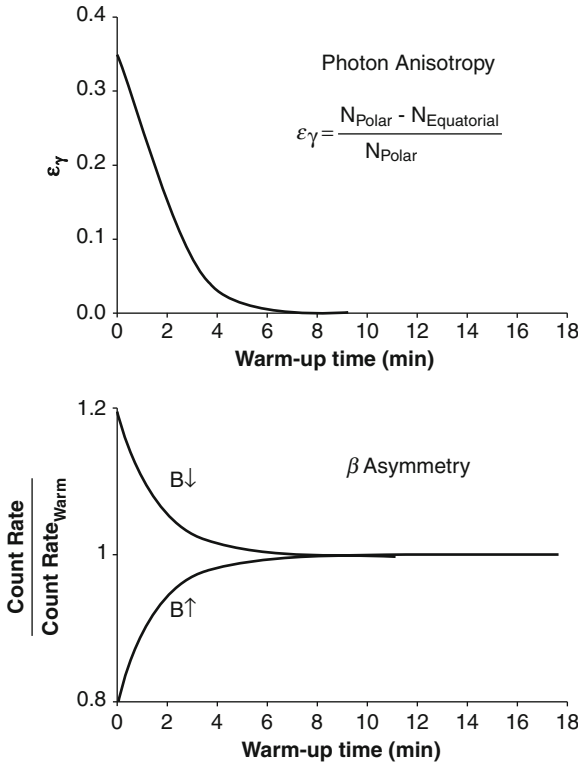 0.4
Photon Anisotropy
0.3
εγ = N_Polar - N_Equatorial
N_Polar
εγ
0.2
0.1
0.0
0 2 4 6 8 10 12 14 16 18
Warm-up time (min)
1.2
B↓
β Asymmetry
Count Rate
Count Rate_Warm
1
B↑
0.8
0 2 4 6 8 10 12 14 16 18
Warm-up time (min)